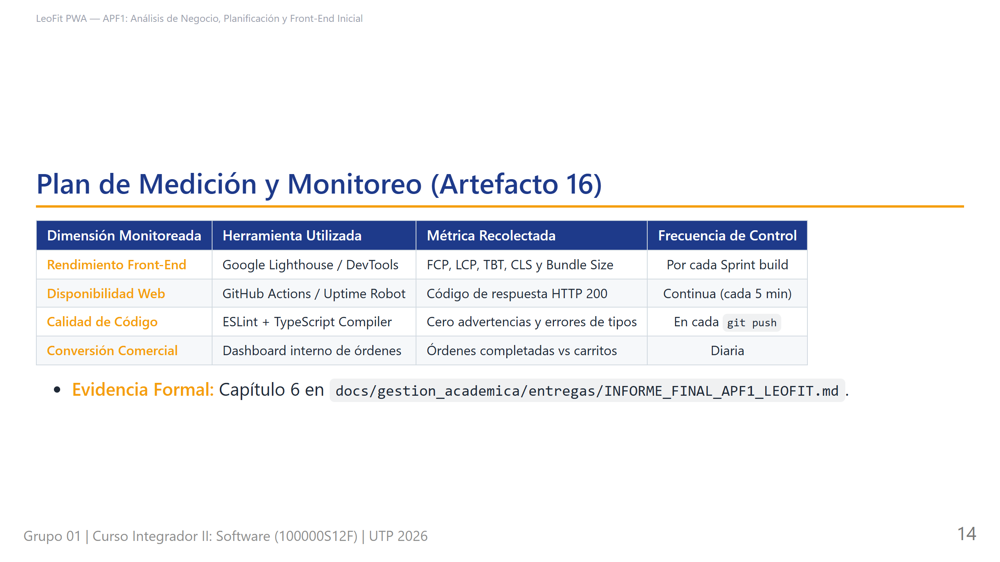 LeoFit PWA — APF1: Análisis de Negocio, Planificación y Front-End Inicial
Plan de Medición y Monitoreo (Artefacto 16)
Dimensión Monitoreada Herramienta Utilizada Métrica Recolectada Frecuencia de Control
Rendimiento Front-End Google Lighthouse / DevTools FCP, LCP, TBT, CLS y Bundle Size Por cada Sprint build
Disponibilidad Web GitHub Actions / Uptime Robot Código de respuesta HTTP 200 Continua (cada 5 min)
Calidad de Código ESLint + TypeScript Compiler Cero advertencias y errores de tipos En cada git push
Conversión Comercial Dashboard interno de órdenes Órdenes completadas vs carritos Diaria
• Evidencia Formal: Capítulo 6 en docs/gestion_academica/entregas/INFORME_FINAL_APF1_LEOFIT.md.
Grupo 01 | Curso Integrador II: Software (100000S12F) | UTP 2026
14